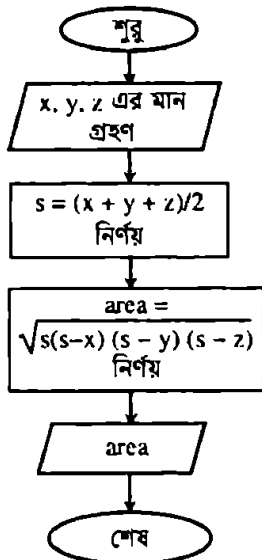 শুরু
x, y, z এর মান
গ্রহণ
s = (x + y + z)/2
নির্ণয়
area =
√s(s−x) (s − y) (s − z)
নির্ণয়
area
শেষ